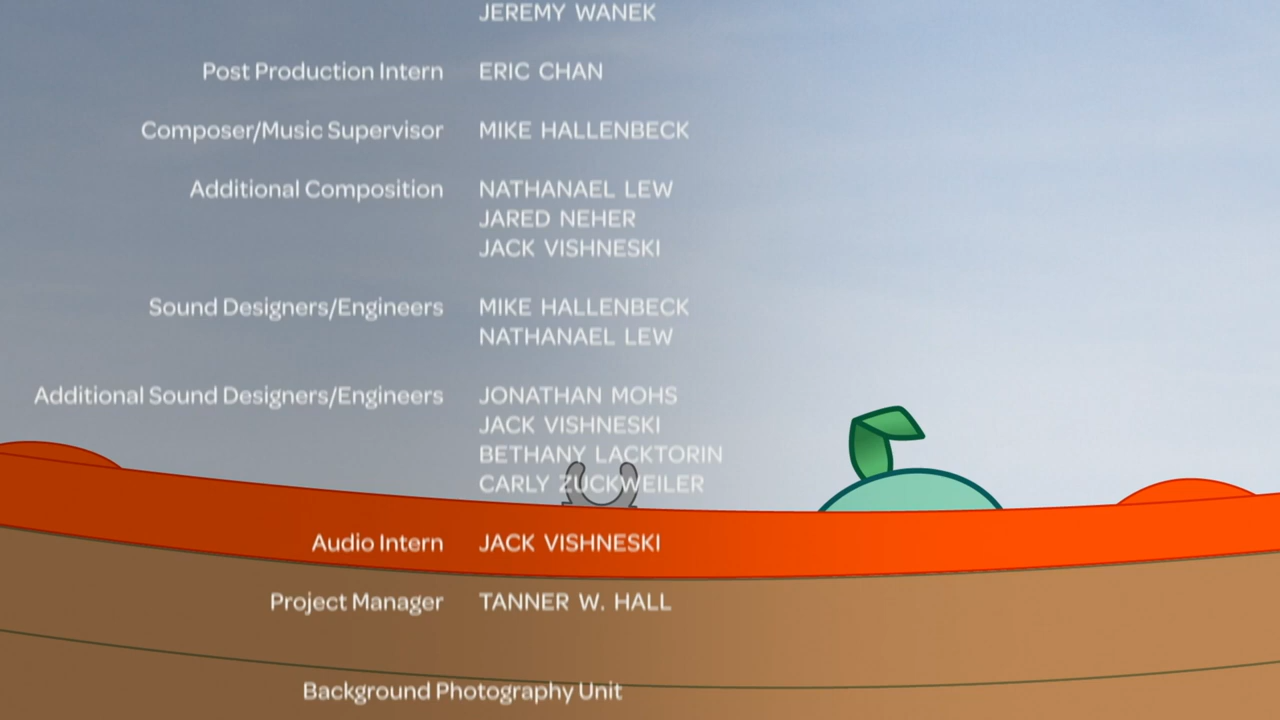 JEREMY WANEK
Post Production Intern ERIC CHAN
Composer/Music Supervisor MIKE HALLENBECK
Additional Composition NATHANAEL LEW
JARED NEHER
JACK VISHNESKI
Sound Designers/Engineers MIKE HALLENBECK
NATHANAEL LEW
Additional Sound Designers/Engineers JONATHAN MOHS
JACK VISHNESKI
BETHANY LACKTORIN
CARLY ZUCKWEILER
Audio Intern JACK VISHNESKI
Project Manager TANNER W. HALL
Background Photography Unit